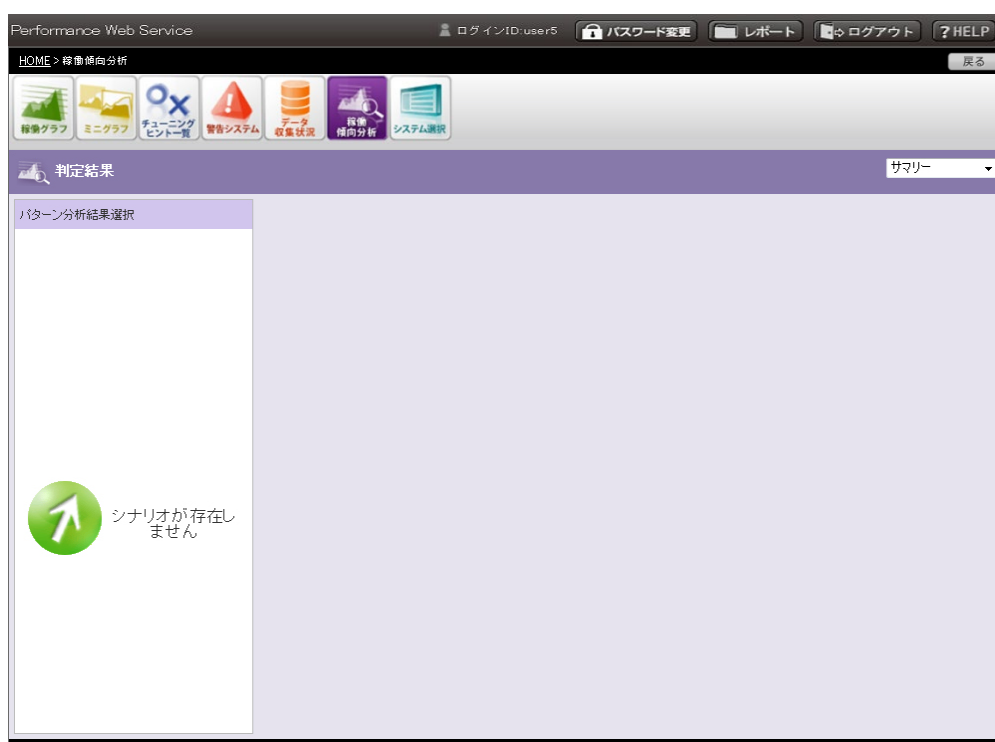 Performance Web Service
ログインID:user5
パスワード変更
レポート
ログアウト
?HELP
HOME > 稼働傾向分析
戻る
稼働グラフ
ミニグラフ
チューニング
ヒント一覧
警告システム
データ
収集状況
稼働
傾向分析
システム選択
判定結果
サマリー
パターン分析結果選択
シナリオが存在し
ません